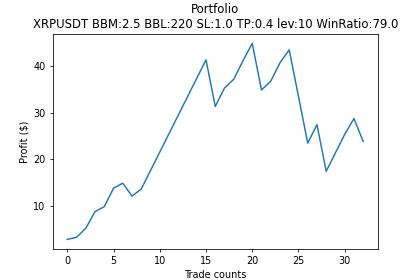 Portfolio
XRPUSDT BBM:2.5 BBL:220 SL:1.0 TP:0.4 lev:10 WinRatio:79.0
40
30
20
10
Profit ($)
0 5 10 15 20 25 30
Trade counts